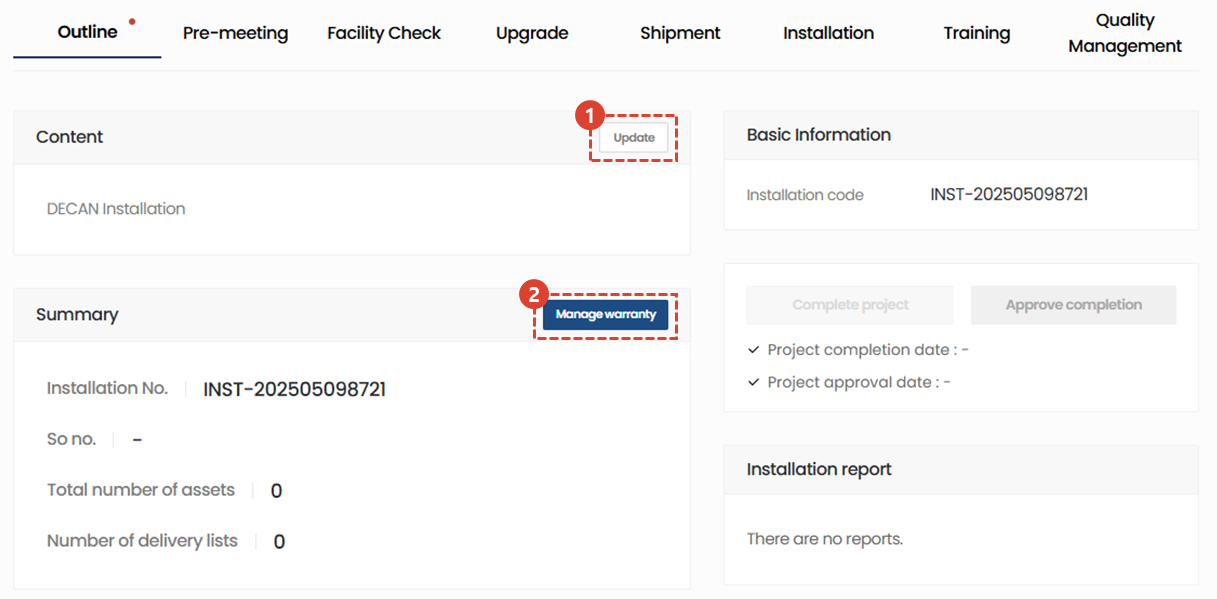 Outline
Pre-meeting
Facility Check
Upgrade
Shipment
Installation
Training
Quality
Management
Content
1
Update
DECAN Installation
Summary
2
Manage warranty
Installation No. INST-202505098721
So no. -
Total number of assets 0
Number of delivery lists 0
Basic Information
Installation code INST-202505098721
Complete project
Approve completion
Project completion date : -
Project approval date : -
Installation report
There are no reports.